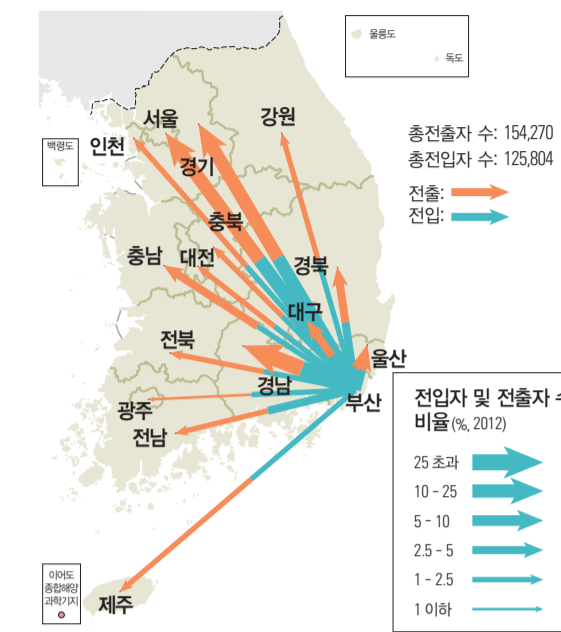 울릉도
독도
서울
강원
인천
백령도
총전출자 수: 154,270
총전입자 수: 125,804
경기
전출:
전입:
충북
충남
대전
경북
대구
전북
울산
경남
부산
광주
전남
전입자 및 전출자 수
비율(%, 2012)
25 초과
10 - 25
5 - 10
2.5 - 5
1 - 2.5
1 이하
이어도
종합해양
과학기지
제주